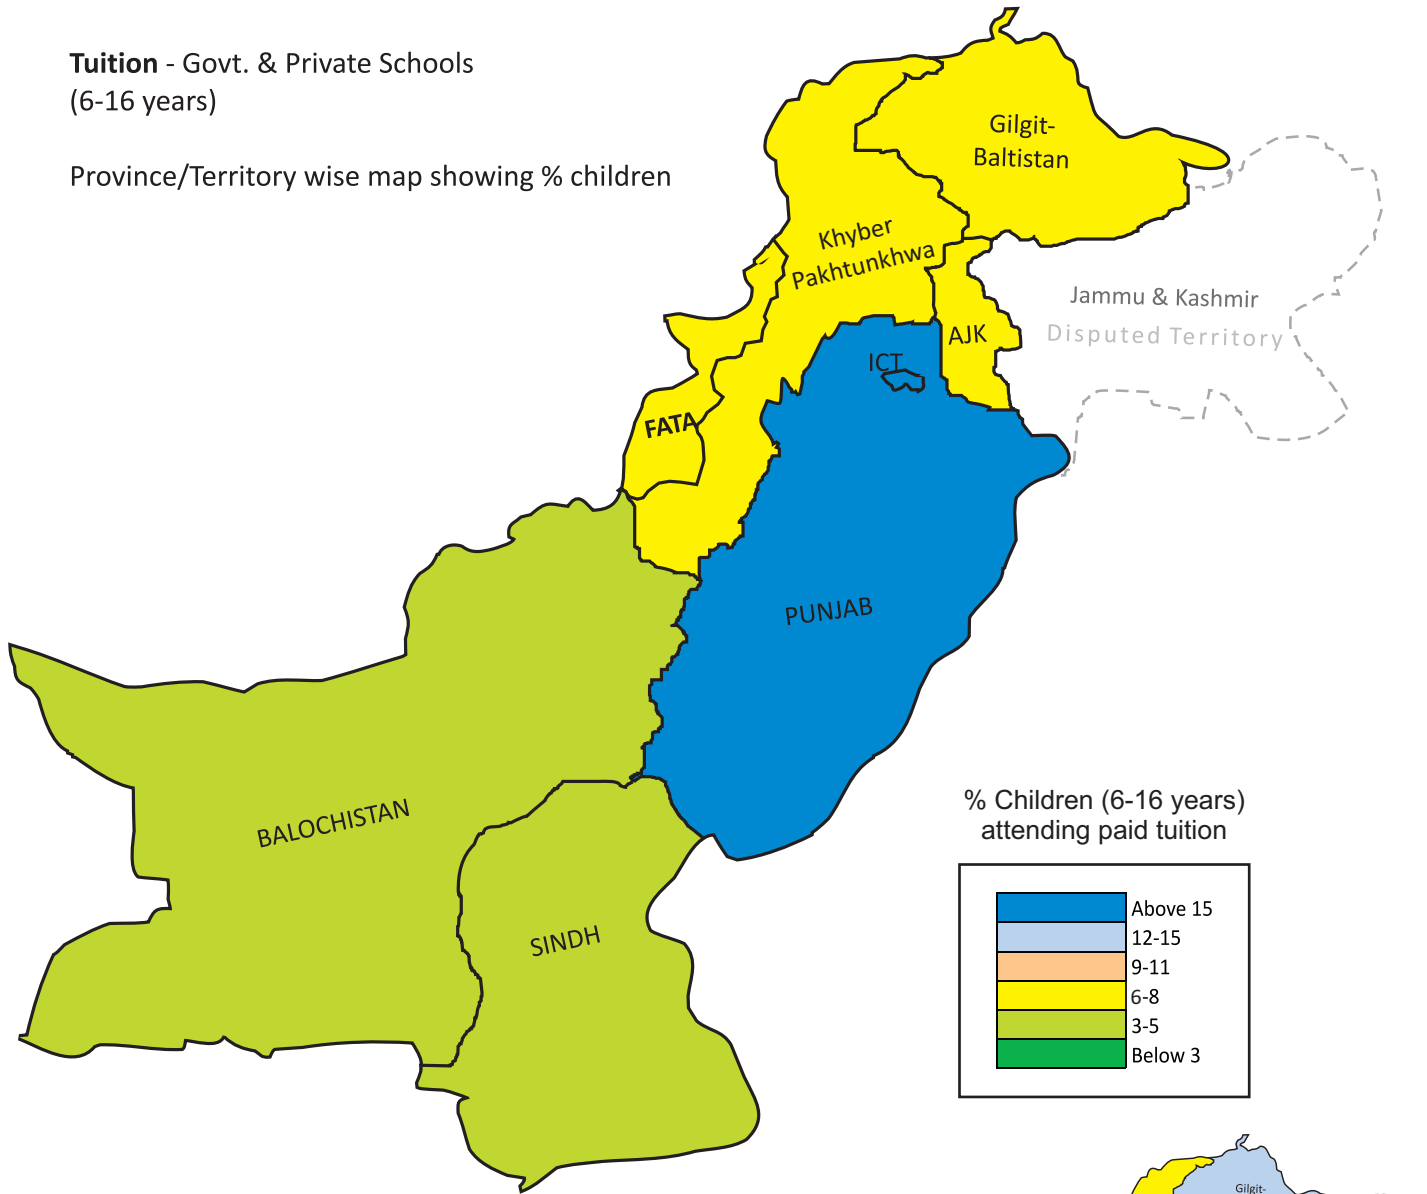 Tuition - Govt. & Private Schools
(6-16 years)
Province/Territory wise map showing % children
Gilgit-
Baltistan
Khyber
Pakhtunkhwa
Jammu & Kashmir
Disputed Territory
AJK
ICT
FATA
PUNJAB
BALOCHISTAN
SINDH
% Children (6-16 years)
attending paid tuition
Above 15
12-15
9-11
6-8
3-5
Below 3
Gilgit-